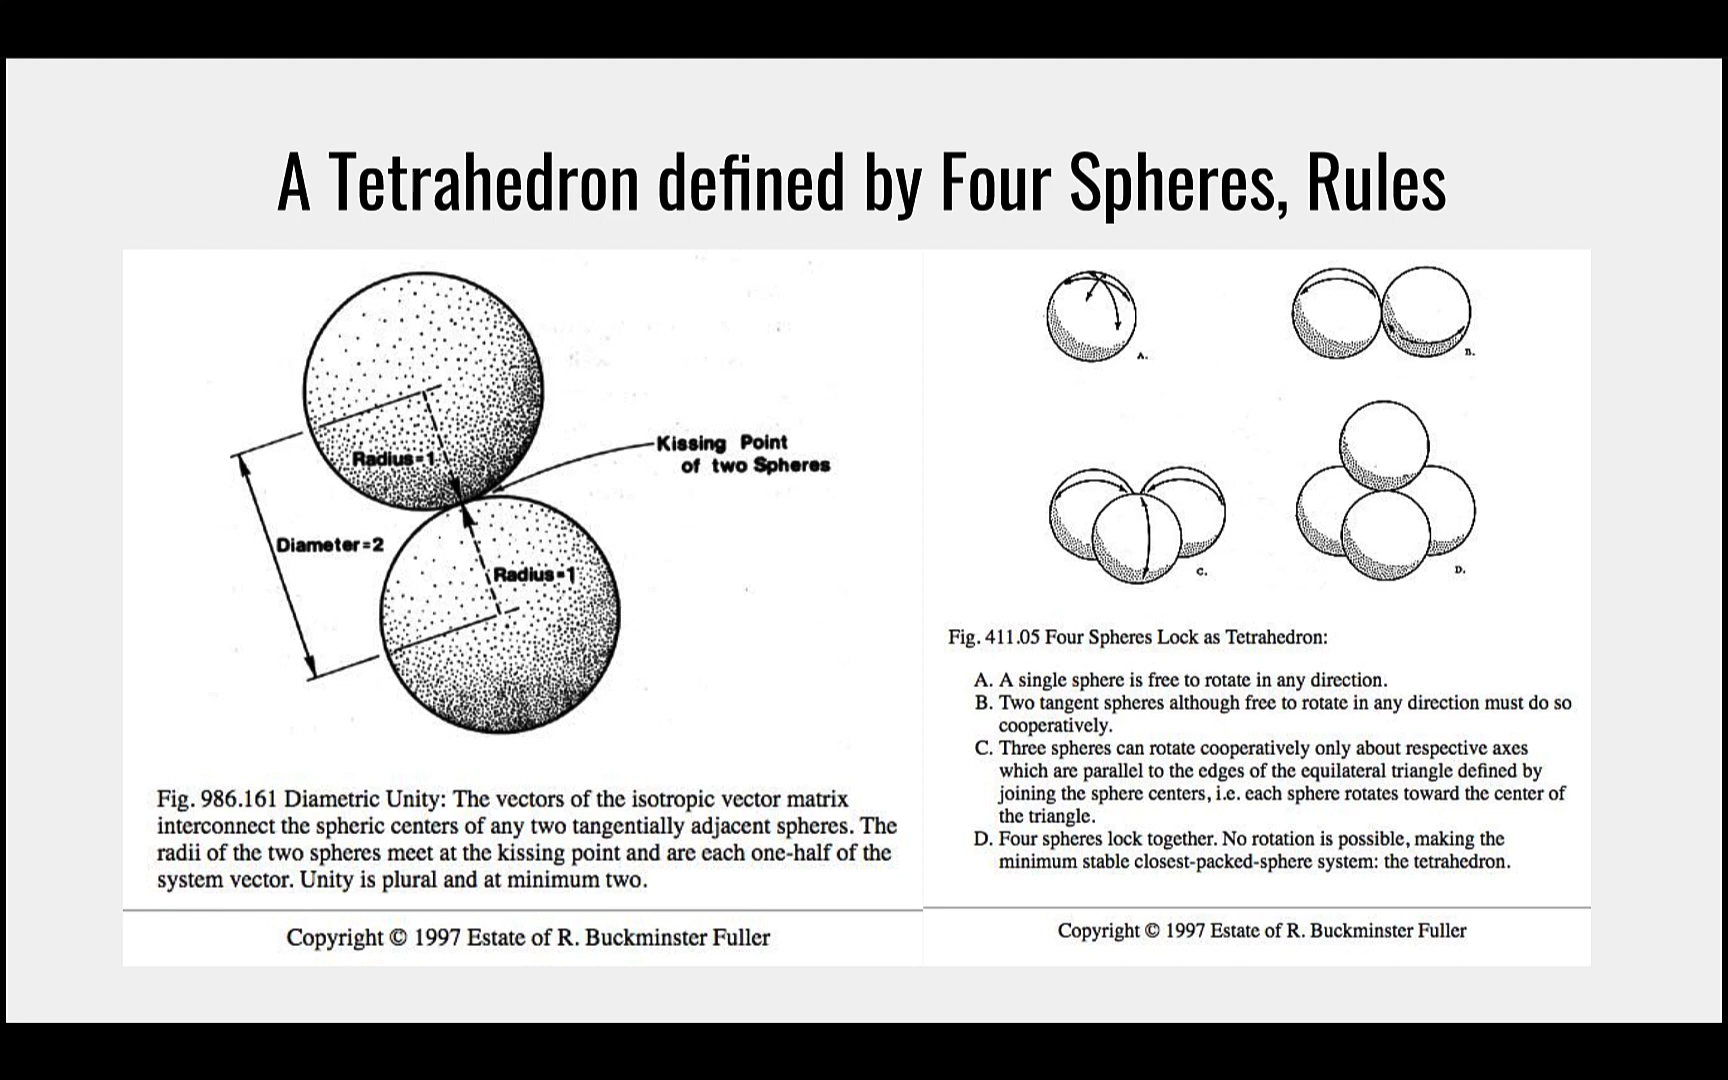 A Tetrahedron defined by Four Spheres, Rules
Radius=1
Kissing Point
of two Spheres
Diameter=2
Radius=1
Fig. 986.161 Diametric Unity: The vectors of the isotropic vector matrix
interconnect the spheric centers of any two tangentially adjacent spheres. The
radii of the two spheres meet at the kissing point and are each one-half of the
system vector. Unity is plural and at minimum two.
Copyright © 1997 Estate of R. Buckminster Fuller
A.
B.
C.
D.
Fig. 411.05 Four Spheres Lock as Tetrahedron:
A. A single sphere is free to rotate in any direction.
B. Two tangent spheres although free to rotate in any direction must do so
cooperatively.
C. Three spheres can rotate cooperatively only about respective axes
which are parallel to the edges of the equilateral triangle defined by
joining the sphere centers, i.e. each sphere rotates toward the center of
the triangle.
D. Four spheres lock together. No rotation is possible, making the
minimum stable closest-packed-sphere system: the tetrahedron.
Copyright © 1997 Estate of R. Buckminster Fuller